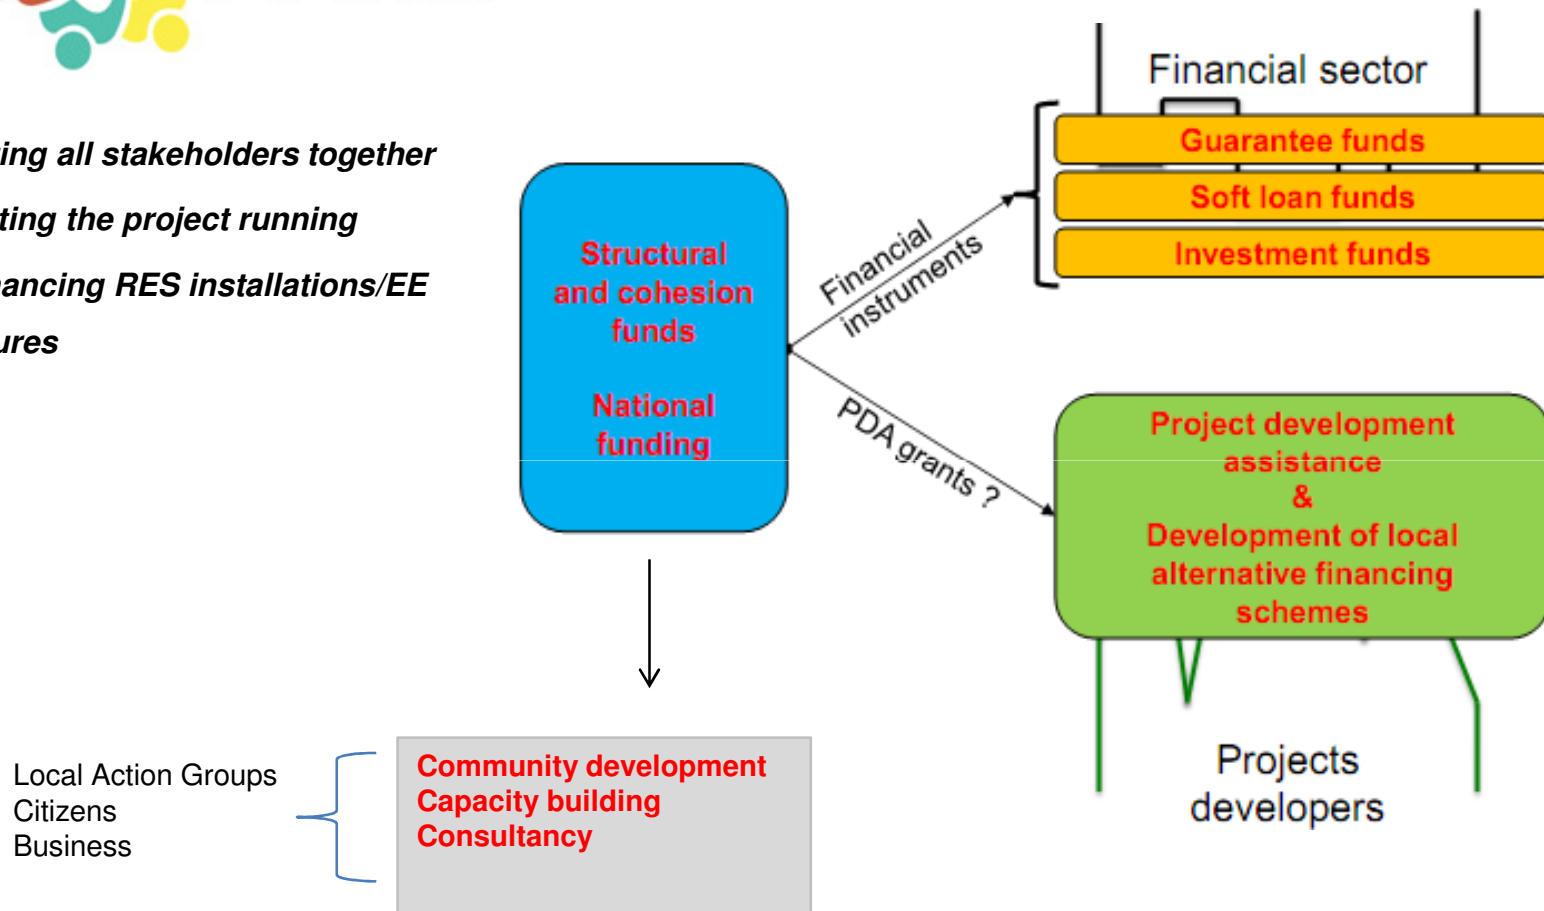 Financial sector
Guarantee funds
Soft loan funds
Investment funds
ing all stakeholders together
ting the project running
ancing RES installations/EE
ures
Structural
and cohesion
funds
National
funding
Financial
instruments
PDA grants ?
Project development
assistance
&
Development of local
alternative financing
schemes
Projects
developers
Local Action Groups
Citizens
Business
Community development
Capacity building
Consultancy